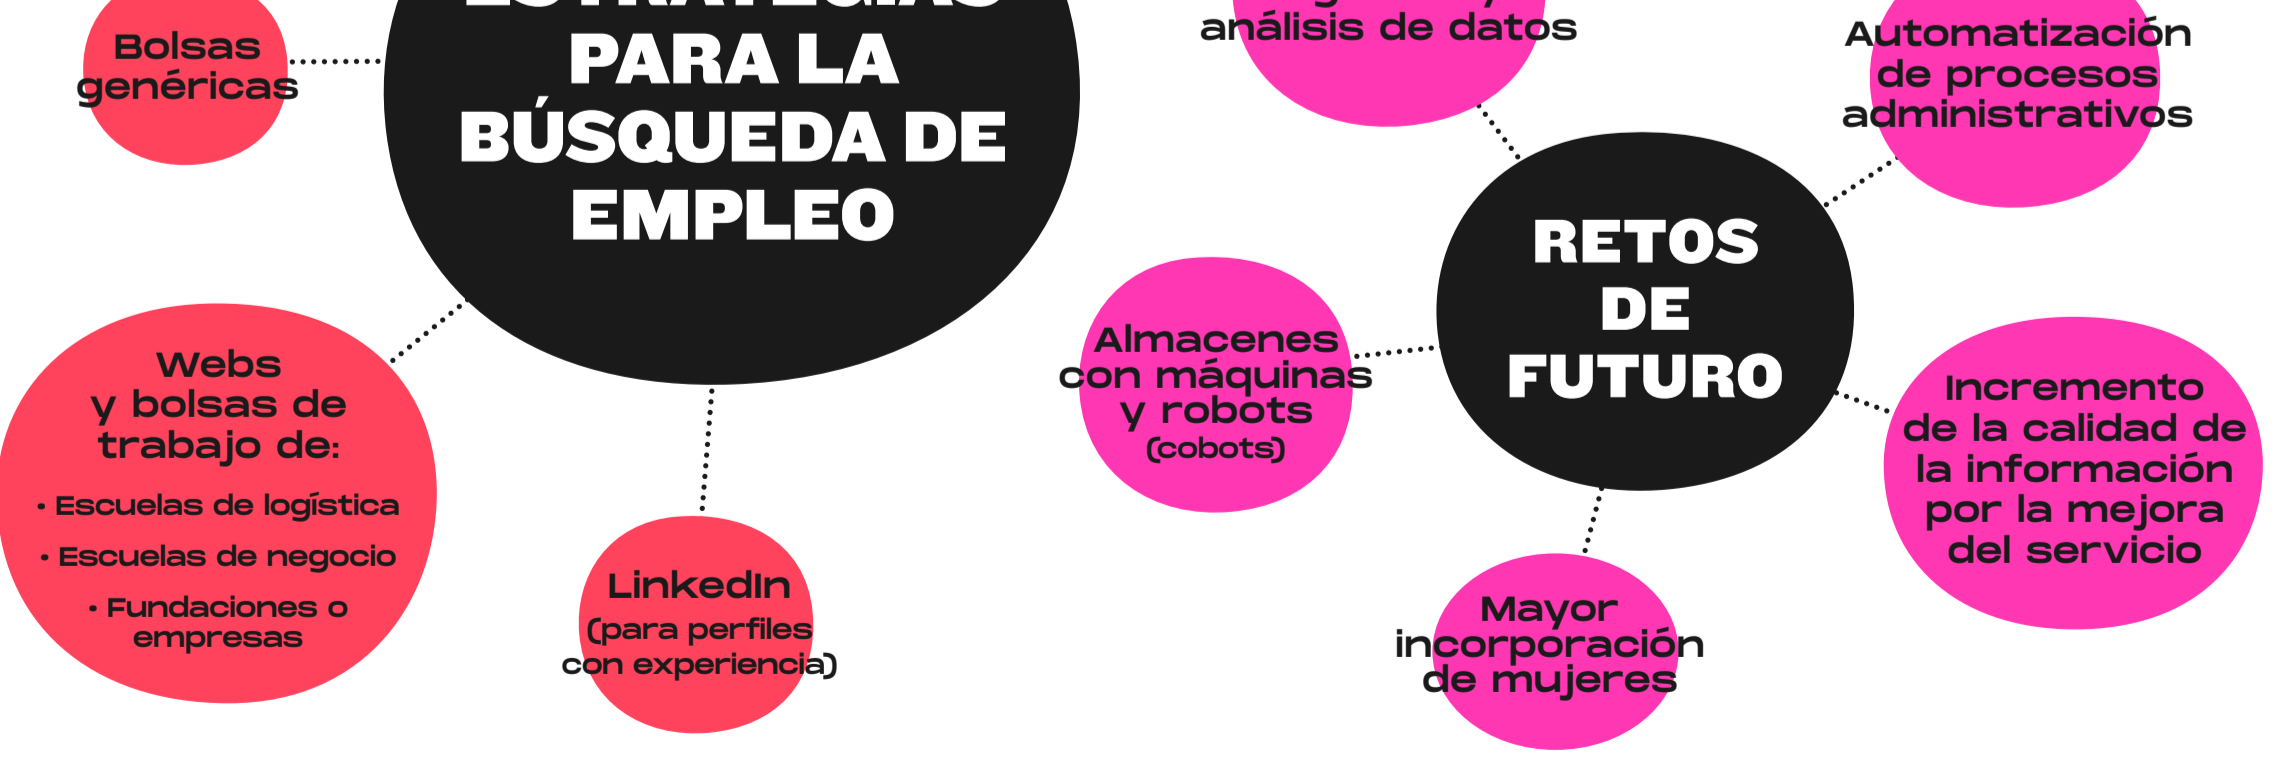 Bolsas
genéricas
ESTRATEGIAS
PARA LA
BÚSQUEDA DE
EMPLEO
Webs
y bolsas de
trabajo de:
• Escuelas de logística
• Escuelas de negocio
• Fundaciones o
empresas
LinkedIn
(para perfiles
con experiencia)
análisis de datos
Automatización
de procesos
administrativos
RETOS
DE
FUTURO
Almacenes
con máquinas
y robots
(cobots)
Incremento
de la calidad de
la información
por la mejora
del servicio
Mayor
incorporación
de mujeres